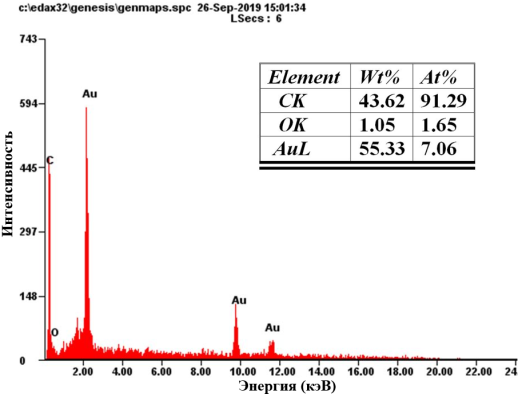 c:\edax32\genesis\genmaps.spc 26-Sep-2019 15:01:34
LSecs : 6
743
594
445
297
148
0
Интенсивность
C
O
Au
Au
Au
Element Wt% At%
CK 43.62 91.29
OK 1.05 1.65
AuL 55.33 7.06
2.00 4.00 6.00 8.00 10.00 12.00 14.00 16.00 18.00 20.00 22.00 24
Энергия (кэВ)